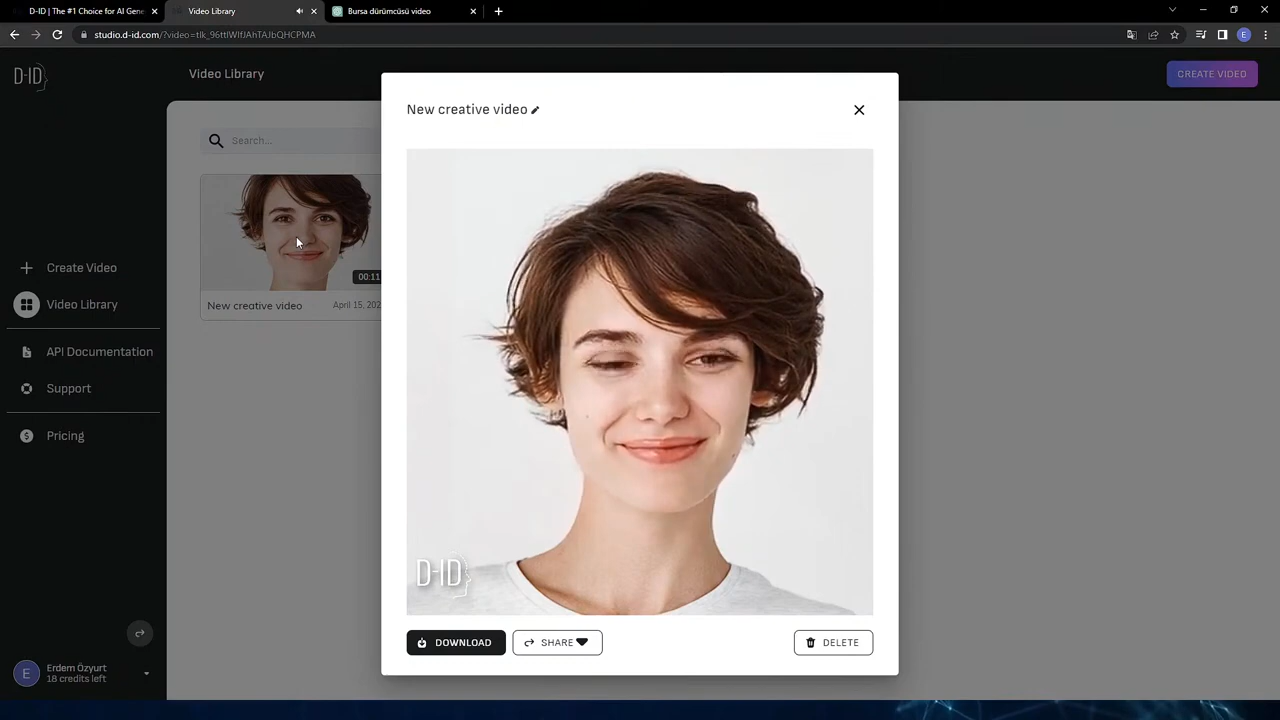 D-ID | The #1 Choice for AI Gene
Video Library
Bursa dürümcüsü video
studio.d-id.com/?video=tlk_96ttiWlfJAhTAJbQHCPMA
E
D-ID
Video Library
CREATE VIDEO
New creative video
Search...
00:11
New creative video
April 15, 202
Create Video
Video Library
API Documentation
Support
Pricing
D-ID
DOWNLOAD
SHARE
DELETE
E
Erdem Özyurt
18 credits left